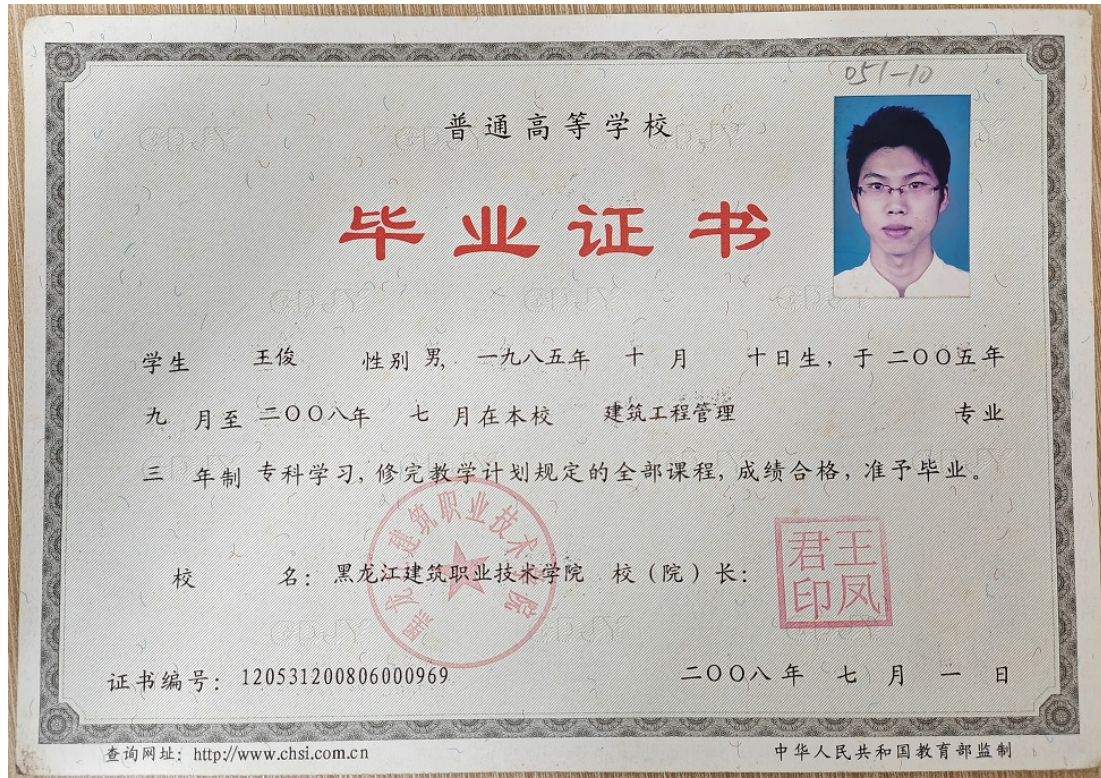 051-10
普通高等学校
毕业证书
学生 王俊 性别 男, 一九八五年 十 月 十日生, 于 二〇〇五年
九 月至 二〇〇八年 七 月在本校 建筑工程管理 专业
三 年制 专科学习, 修完教学计划规定的全部课程, 成绩合格, 准予毕业。
黑龙江建筑职业技术学院
校 名: 黑龙江建筑职业技术学院 校(院)长:
王凤君印
证书编号: 120531200806000969 二〇〇八年 七 月 一 日
查询网址: http://www.chsi.com.cn 中华人民共和国教育部监制